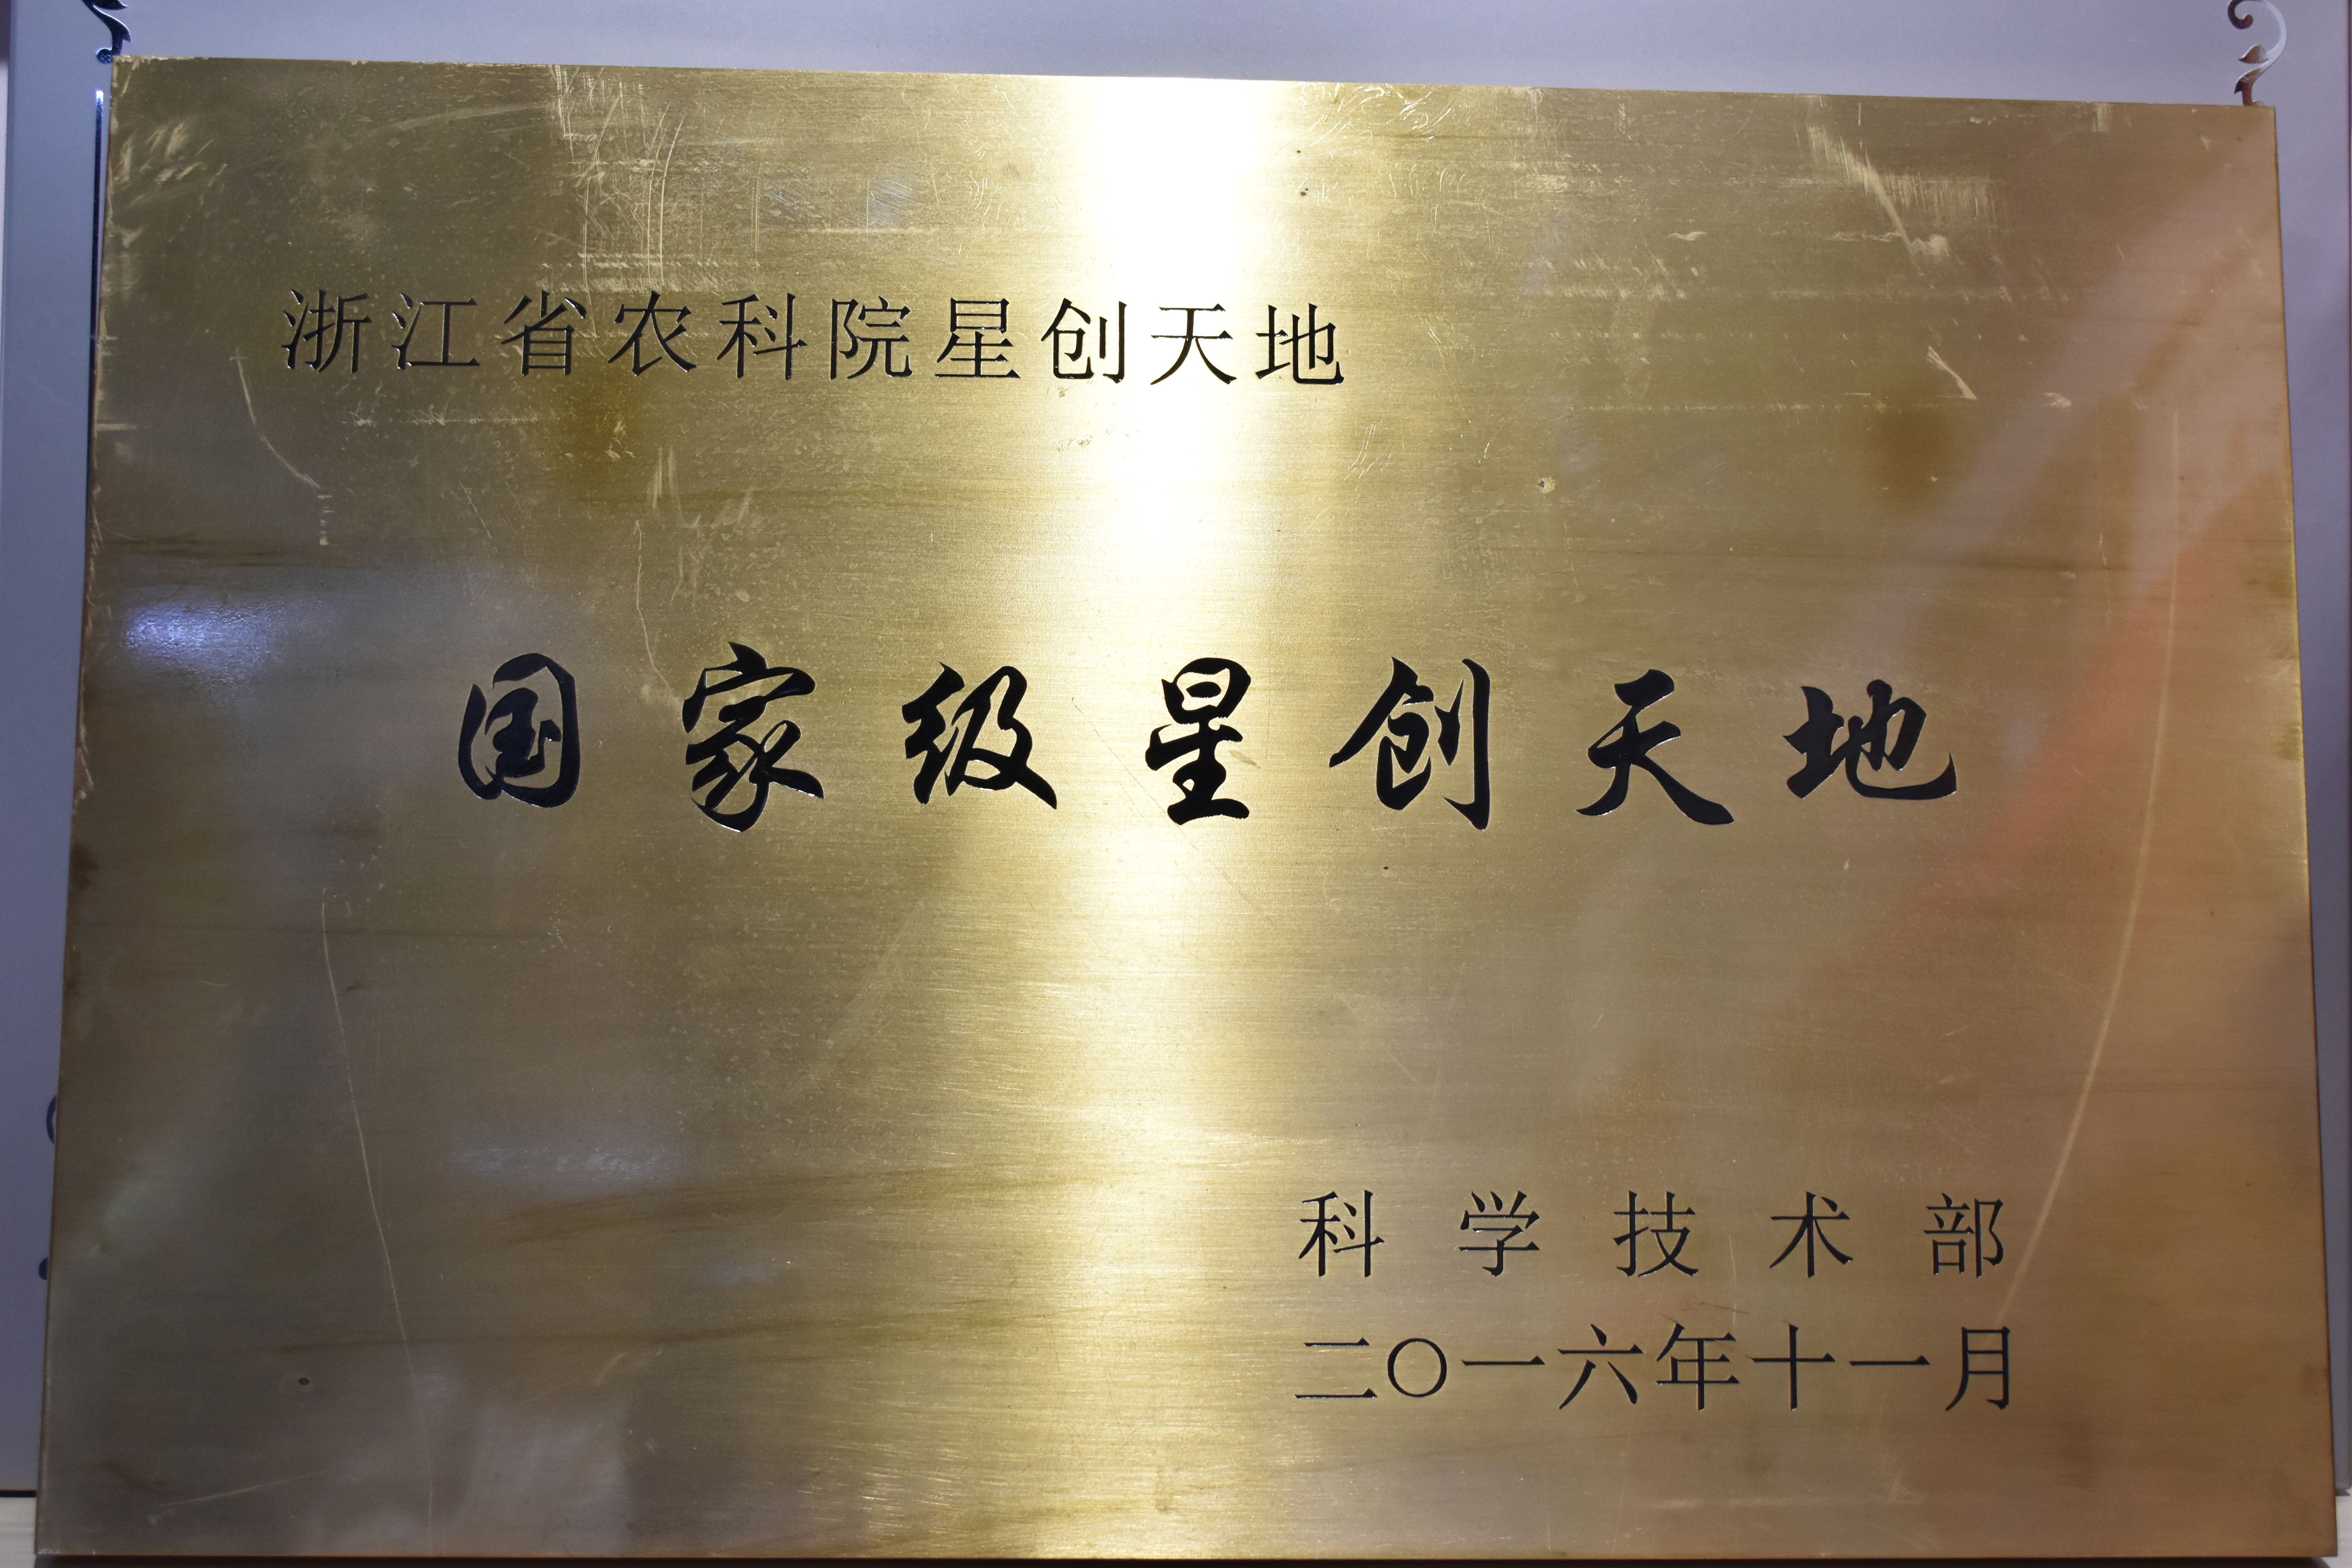 浙江省农科院星创天地
国家级星创天地
科学技术部
二〇一六年十一月